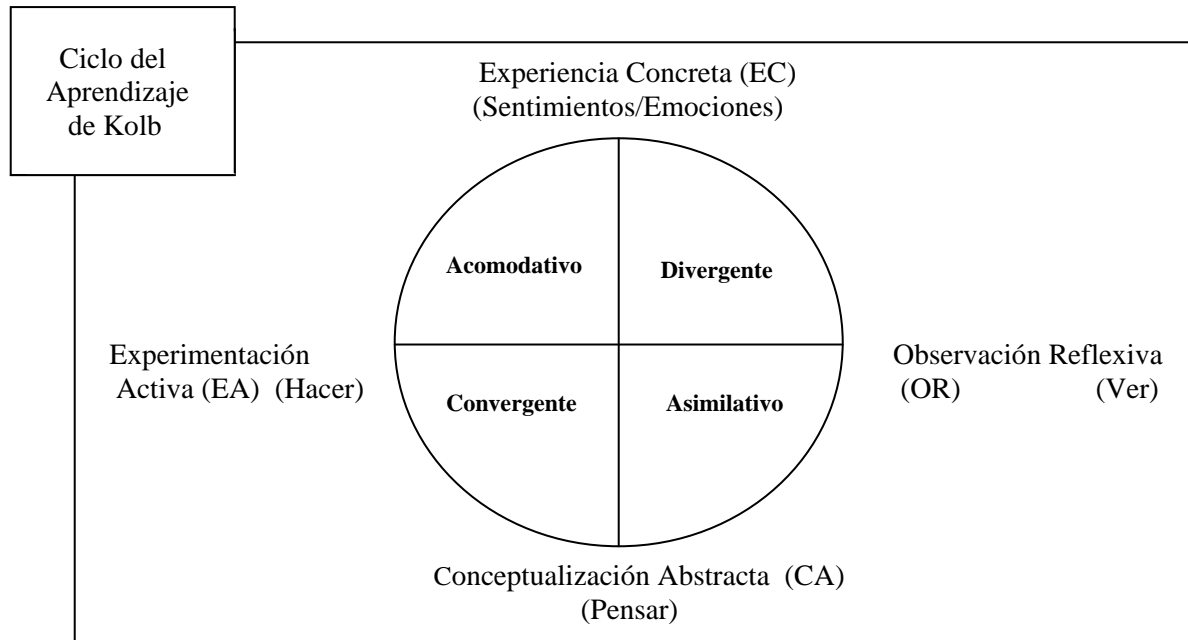 Ciclo del
Aprendizaje
de Kolb
Experiencia Concreta (EC)
(Sentimientos/Emociones)
Acomodativo
Divergente
Experimentación
Activa (EA) (Hacer)
Observación Reflexiva
(OR) (Ver)
Convergente
Asimilativo
Conceptualización Abstracta (CA)
(Pensar)